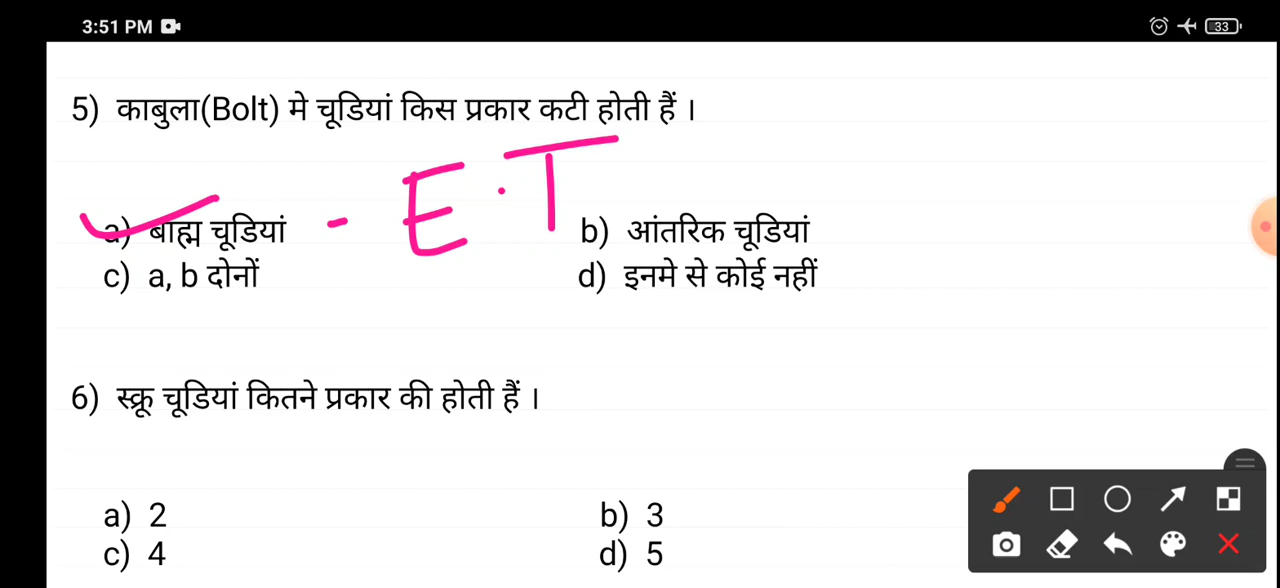 3:51 PM
33
5) काबुला(Bolt) मे चूडियां किस प्रकार कटी होती हैं ।
a) बाह्म चूडियां - E.T b) आंतरिक चूडियां
c) a, b दोनों d) इनमे से कोई नहीं
6) स्क्रू चूडियां कितने प्रकार की होती हैं ।
a) 2 b) 3
c) 4 d) 5